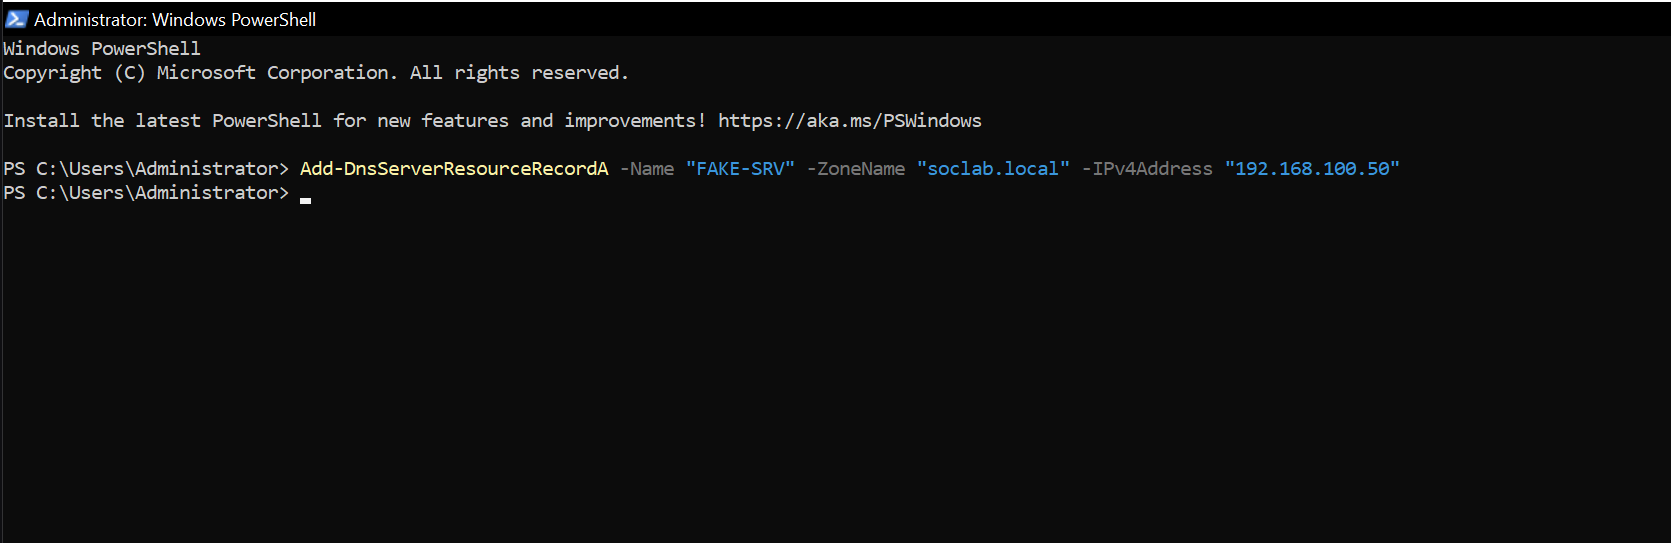 Administrator: Windows PowerShell
Windows PowerShell
Copyright (C) Microsoft Corporation. All rights reserved.
Install the latest PowerShell for new features and improvements! https://aka.ms/PSWindows
PS C:\Users\Administrator> Add-DnsServerResourceRecordA -Name "FAKE-SRV" -ZoneName "soclab.local" -IPv4Address "192.168.100.50"
PS C:\Users\Administrator>